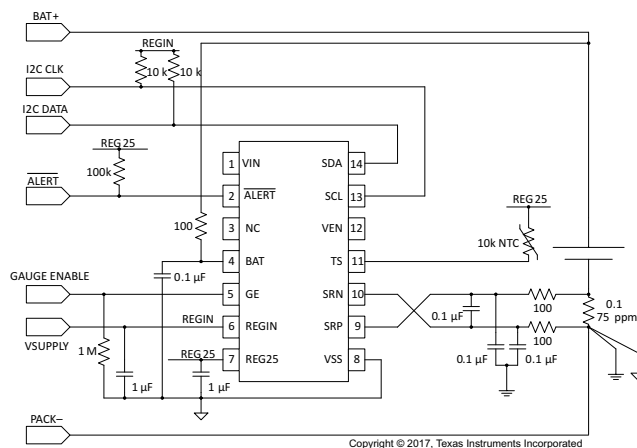 BAT+
REGIN
10 k
10 k
I2C CLK
I2C DATA
REG25
100k
ALERT
1 VIN
2 ALERT
3 NC
4 BAT
5 GE
6 REGIN
7 REG25
SDA 14
SCL 13
VEN 12
TS 11
SRN 10
SRP 9
VSS 8
100
0.1 µF
GAUGE ENABLE
REGIN
VSUPPLY
REG25
1 M
1 µF
1 µF
REG25
10k NTC
0.1 µF
100
100
0.1
75 ppm
0.1 µF
0.1 µF
PACK–
Copyright © 2017, Texas Instruments Incorporated